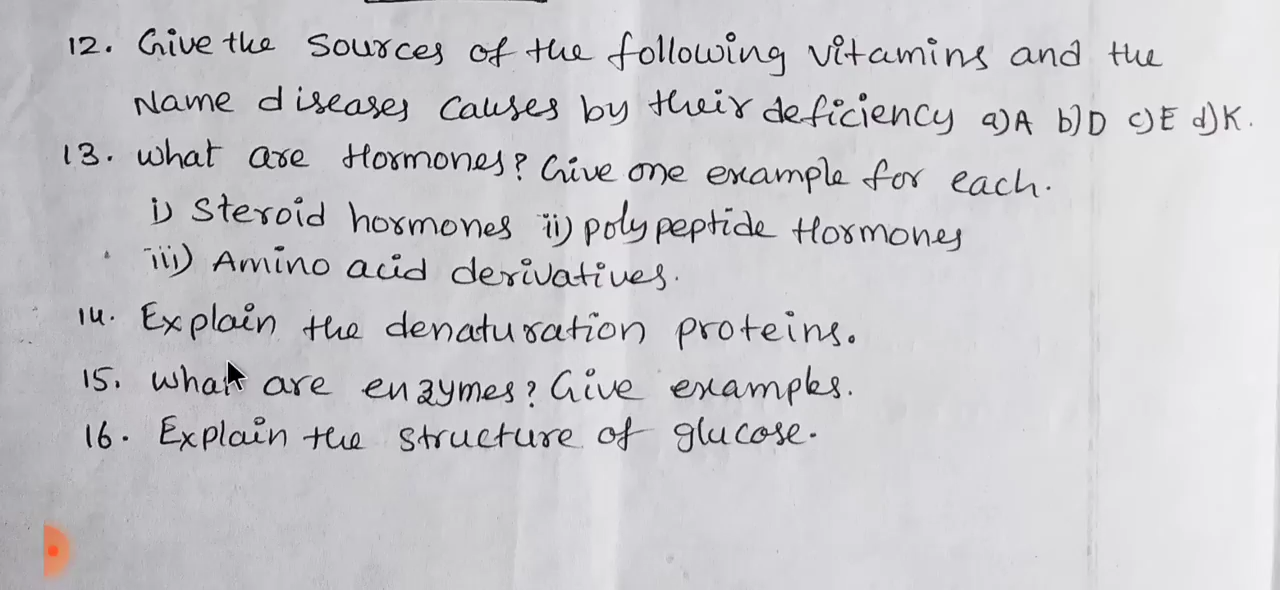 12. Give the sources of the following vitamins and the
Name diseases causes by their deficiency a)A b)D c)E d)K.
13. what are Hormones? Give one example for each.
i) Steroid hormones ii) polypeptide Hormones
iii) Amino acid derivatives.
14. Explain the denaturation proteins.
15. what are enzymes? Give examples.
16. Explain the structure of glucose.